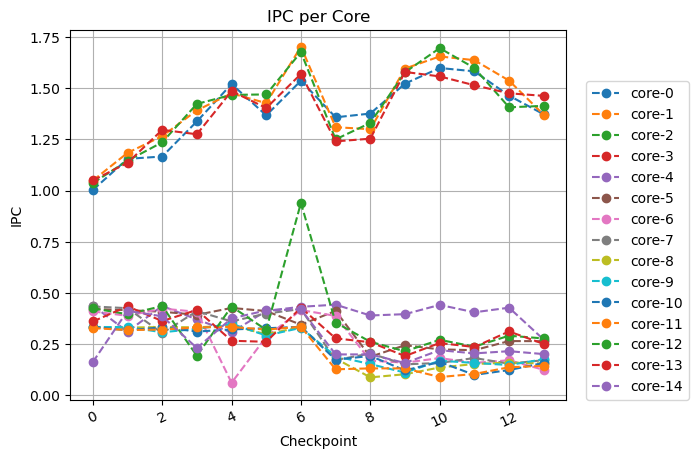 IPC per Core
IPC
1.75
1.50
1.25
1.00
0.75
0.50
0.25
0.00
0
2
4
6
8
10
12
Checkpoint
core-0
core-1
core-2
core-3
core-4
core-5
core-6
core-7
core-8
core-9
core-10
core-11
core-12
core-13
core-14